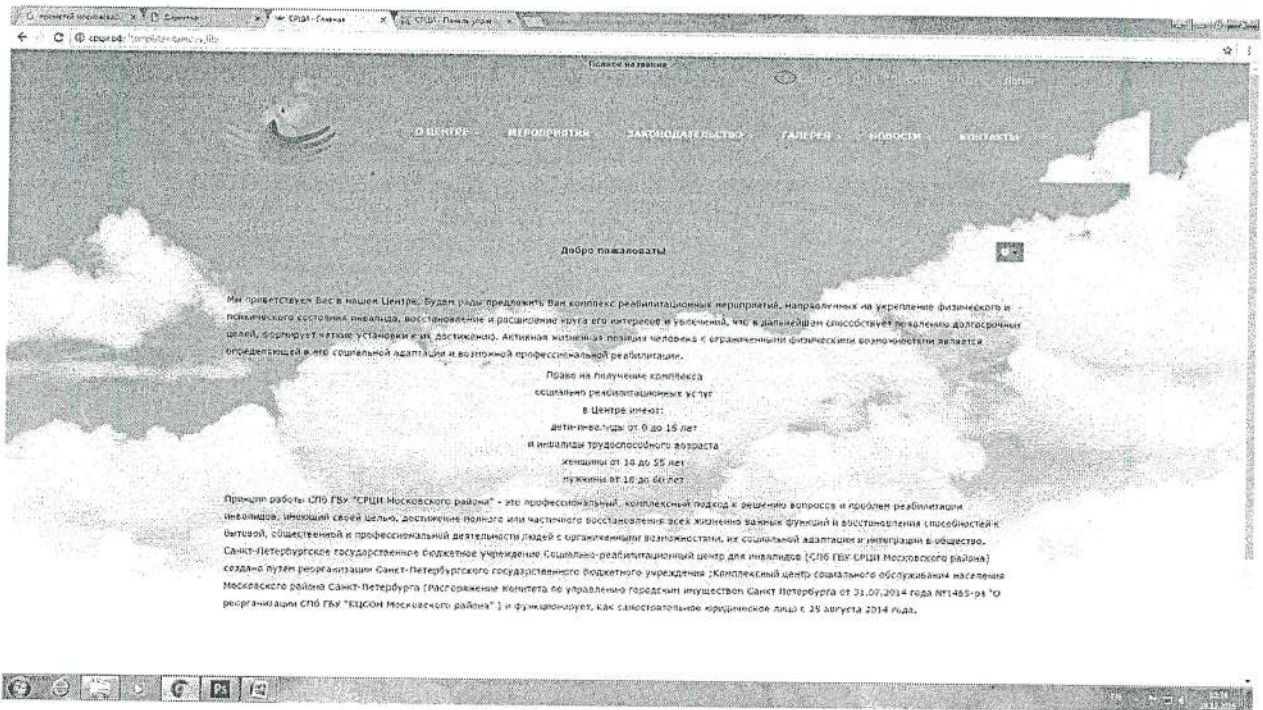 СРЦИ - Главная
Полное название
О ЦЕНТРЕ МЕРОПРИЯТИЯ ЗАКОНОДАТЕЛЬСТВО ГАЛЕРЕЯ НОВОСТИ КОНТАКТЫ
Добро пожаловать!
Мы приветствуем Вас в нашем Центре. Будем рады предложить Вам комплекс реабилитационных мероприятий, направленных на укрепление физического и
психического состояния инвалида, восстановление и расширение круга его интересов и увлечений, что в дальнейшем способствует появлению долгосрочных
целей, формирует четкие установки к их достижению. Активная жизненная позиция человека с ограниченными физическими возможностями является
определяющей в его социальной адаптации и возможной профессиональной реабилитации.
Право на получение комплекса
социально реабилитационных услуг
в Центре имеют:
дети-инвалиды от 0 до 18 лет
и инвалиды трудоспособного возраста
женщины от 18 до 55 лет
мужчины от 18 до 60 лет
Принцип работы СПб ГБУ "СРЦИ Московского района" - это профессиональный, комплексный подход к решению вопросов и проблем реабилитации
инвалидов, имеющий своей целью, достижение полного или частичного восстановления всех жизненно важных функций и восстановления способностей к
бытовой, общественной и профессиональной деятельности людей с ограниченными возможностями, их социальной адаптации и интеграции в общество.
Санкт-Петербургское государственное бюджетное учреждение Социально-реабилитационный центр для инвалидов (СПб ГБУ СРЦИ Московского района)
создано путем реорганизации Санкт-Петербургского государственного бюджетного учреждения ;Комплексный центр социального обслуживания населения
Московского района Санкт-Петербурга (Распоряжение Комитета по управлению городским имуществом Санкт Петербурга от 31.07.2014 года №1465-рз "О
реорганизации СПб ГБУ "КЦСОН Московского района" ) и функционирует, как самостоятельное юридическое лицо с 25 августа 2014 года.
Ps
EN